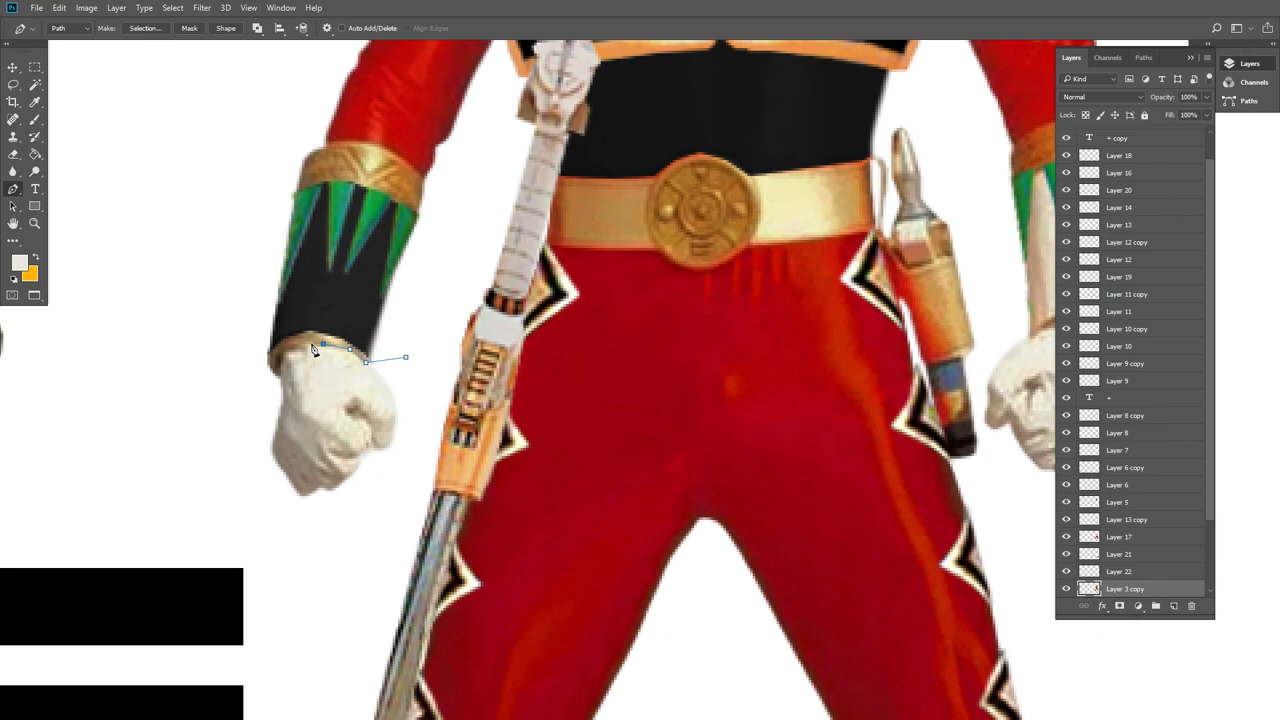 Ps File Edit Image Layer Type Select Filter 3D View Window Help
Path Make: Selection... Mask Shape Auto Add/Delete Align Edges
Layers Channels Paths
Kind T
Normal Opacity: 100%
Lock: Fill: 100%
T + copy
Layer 18
Layer 16
Layer 20
Layer 14
Layer 13
Layer 12 copy
Layer 12
Layer 19
Layer 11 copy
Layer 11
Layer 10 copy
Layer 10
Layer 9 copy
Layer 9
T +
Layer 8 copy
Layer 8
Layer 7
Layer 6 copy
Layer 6
Layer 5
Layer 13 copy
Layer 17
Layer 21
Layer 22
Layer 3 copy
fx
Layers
Channels
Paths